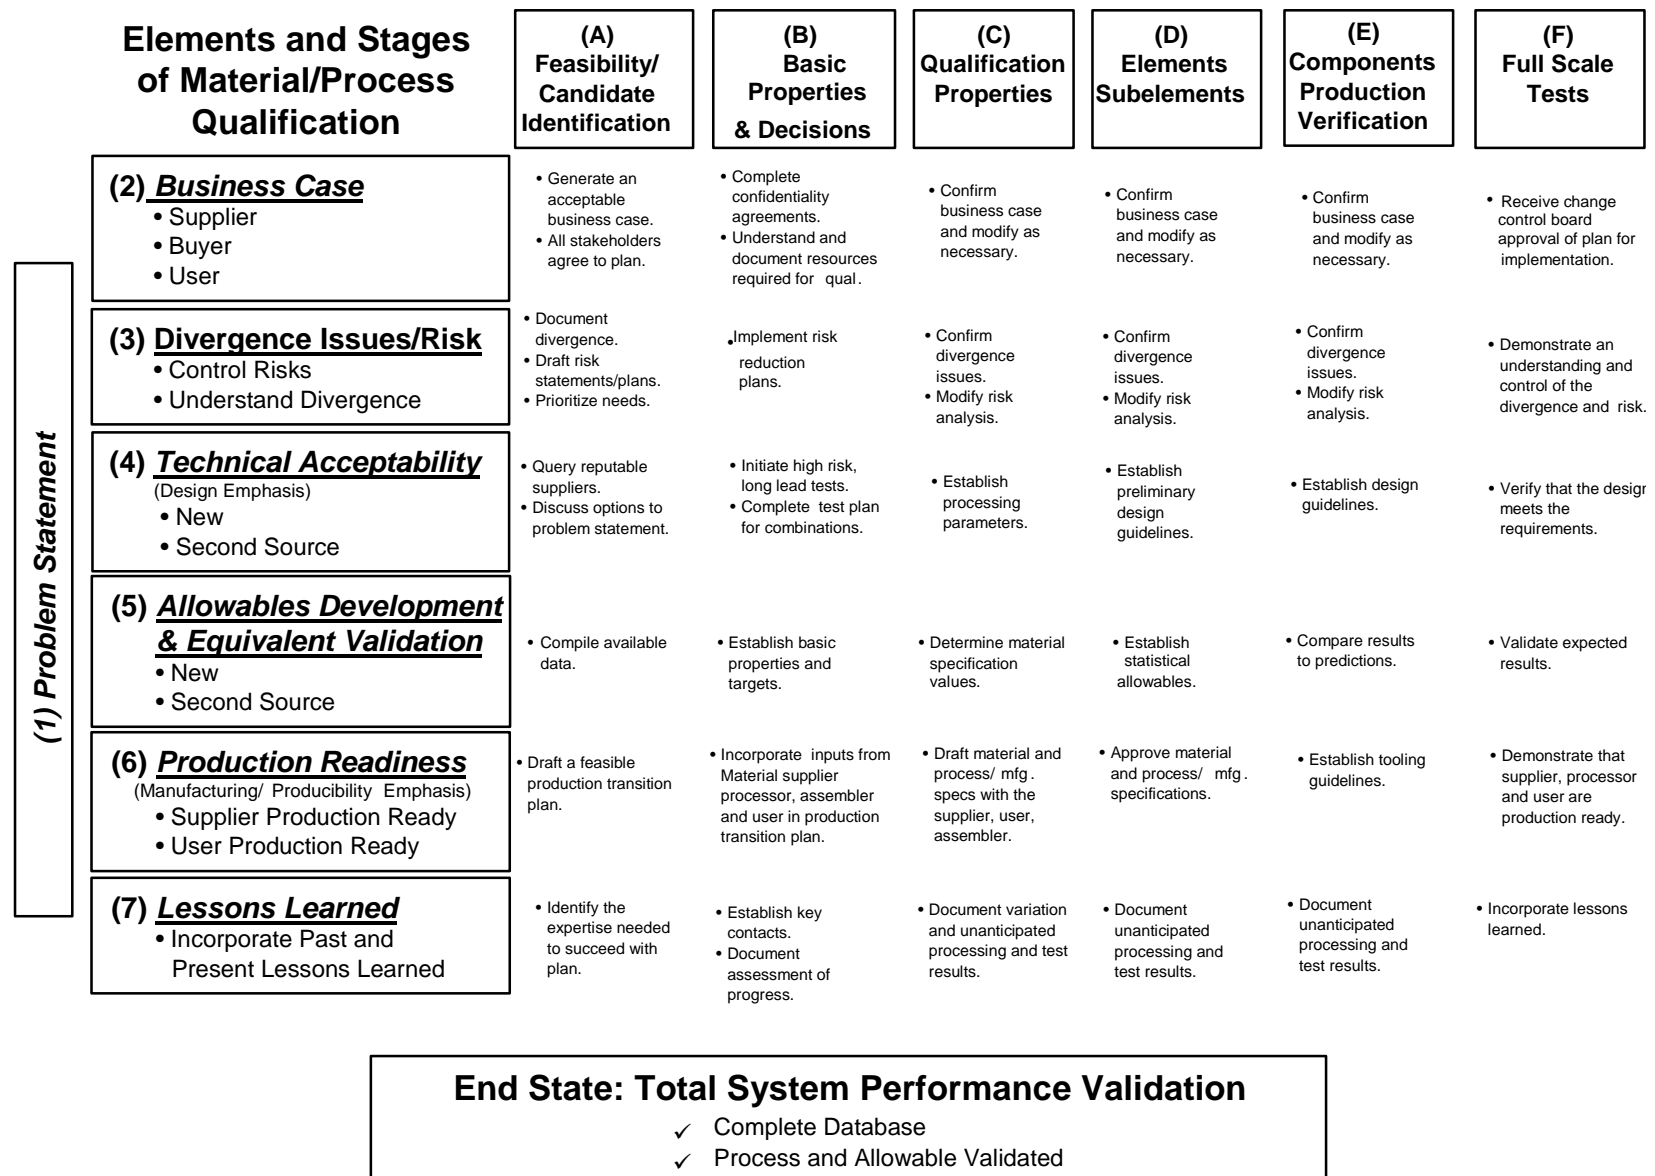 Elements and Stages
of Material/Process
Qualification
(A)
Feasibility/
Candidate
Identification
(B)
Basic
Properties
& Decisions
(C)
Qualification
Properties
(D)
Elements
Subelements
(E)
Components
Production
Verification
(F)
Full Scale
Tests
(1) Problem Statement
(2) Business Case
• Supplier
• Buyer
• User
• Generate an
acceptable
business case.
• All stakeholders
agree to plan.
• Complete
confidentiality
agreements.
• Understand and
document resources
required for qual.
• Confirm
business case
and modify as
necessary.
• Confirm
business case
and modify as
necessary.
• Confirm
business case
and modify as
necessary.
• Receive change
control board
approval of plan for
implementation.
(3) Divergence Issues/Risk
• Control Risks
• Understand Divergence
• Document
divergence.
• Draft risk
statements/plans.
• Prioritize needs.
• Implement risk
reduction
plans.
• Confirm
divergence
issues.
• Modify risk
analysis.
• Confirm
divergence
issues.
• Modify risk
analysis.
• Confirm
divergence
issues.
• Modify risk
analysis.
• Demonstrate an
understanding and
control of the
divergence and risk.
(4) Technical Acceptability
(Design Emphasis)
• New
• Second Source
• Query reputable
suppliers.
• Discuss options to
problem statement.
• Initiate high risk,
long lead tests.
• Complete test plan
for combinations.
• Establish
processing
parameters.
• Establish
preliminary
design
guidelines.
• Establish design
guidelines.
• Verify that the design
meets the
requirements.
(5) Allowables Development
& Equivalent Validation
• New
• Second Source
• Compile available
data.
• Establish basic
properties and
targets.
• Determine material
specification
values.
• Establish
statistical
allowables.
• Compare results
to predictions.
• Validate expected
results.
(6) Production Readiness
(Manufacturing/ Producibility Emphasis)
• Supplier Production Ready
• User Production Ready
• Draft a feasible
production transition
plan.
• Incorporate inputs from
Material supplier
processor, assembler
and user in production
transition plan.
• Draft material and
process/ mfg.
specs with the
supplier, user,
assembler.
• Approve material
and process/ mfg.
specifications.
• Establish tooling
guidelines.
• Demonstrate that
supplier, processor
and user are
production ready.
(7) Lessons Learned
• Incorporate Past and
Present Lessons Learned
• Identify the
expertise needed
to succeed with
plan.
• Establish key
contacts.
• Document
assessment of
progress.
• Document variation
and unanticipated
processing and test
results.
• Document
unanticipated
processing and
test results.
• Document
unanticipated
processing and
test results.
• Incorporate lessons
learned.
End State: Total System Performance Validation
✓ Complete Database
✓ Process and Allowable Validated